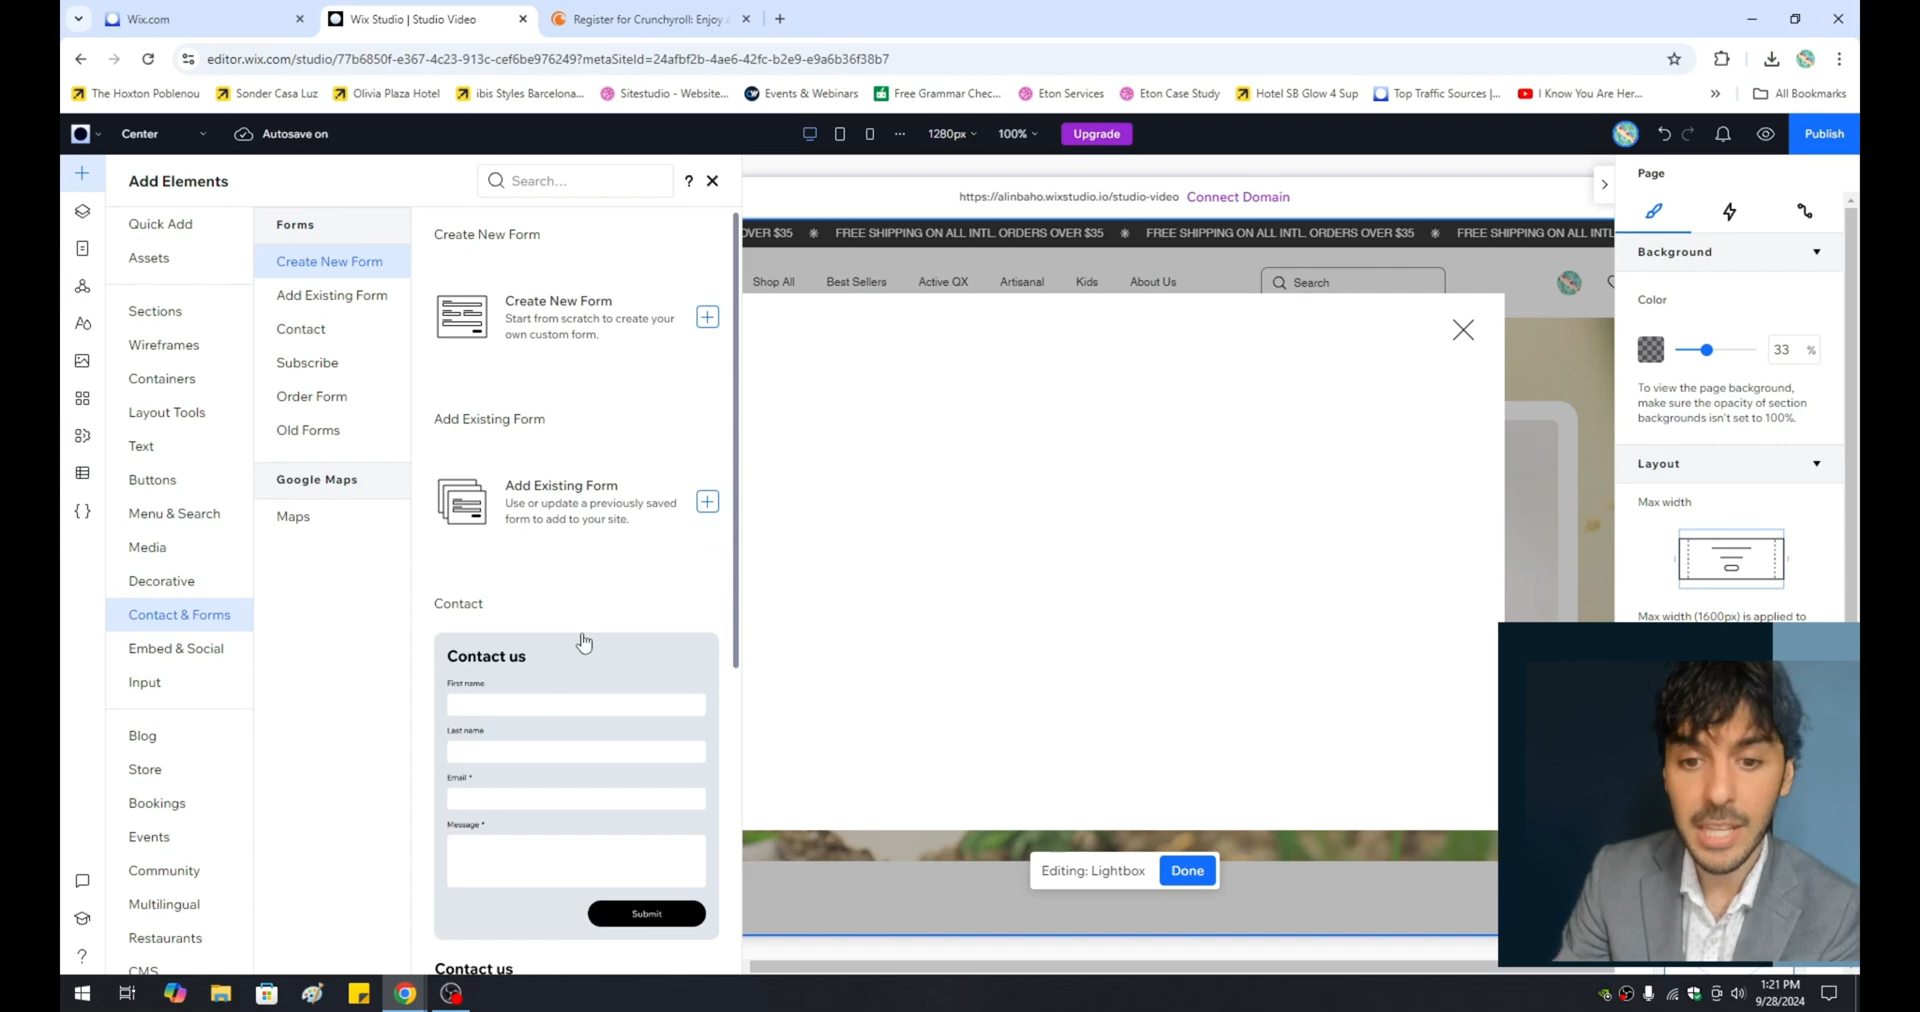 Wix.com
Wix Studio | Studio Video
Register for Crunchyroll: Enjoy
editor.wix.com/studio/77b6850f-e367-4c23-913c-cef6be976249?metaSiteId=24afbf2b-4ae6-42fc-b2e9-e9a6b36f38b7
The Hoxton Poblenou
Sonder Casa Luz
Olivia Plaza Hotel
ibis Styles Barcelona...
Sitestudio - Website...
Events & Webinars
Free Grammar Chec...
Eton Services
Eton Case Study
Hotel SB Glow 4 Sup
Top Traffic Sources |...
I Know You Are Her...
»
All Bookmarks
Center
Autosave on
1280px
100%
Upgrade
Publish
Add Elements
Search...
?
Quick Add
Assets
Sections
Wireframes
Containers
Layout Tools
Text
Buttons
Menu & Search
Media
Decorative
Contact & Forms
Embed & Social
Input
Blog
Store
Bookings
Events
Community
Multilingual
Restaurants
CMS
Forms
Create New Form
Add Existing Form
Contact
Subscribe
Order Form
Old Forms
Google Maps
Maps
Create New Form
Create New Form
Start from scratch to create your
own custom form.
Add Existing Form
Add Existing Form
Use or update a previously saved
form to add to your site.
Contact
Contact us
First name
Last name
Email *
Message *
Submit
Contact us
https://alinbaho.wixstudio.io/studio-video Connect Domain
OVER $35 FREE SHIPPING ON ALL INTL. ORDERS OVER $35 FREE SHIPPING ON ALL INTL. ORDERS OVER $35 FREE SHIPPING ON ALL INTL
Shop All
Best Sellers
Active QX
Artisanal
Kids
About Us
Search
Editing: Lightbox
Done
Page
Background
Color
33 %
To view the page background,
make sure the opacity of section
backgrounds isn't set to 100%.
Layout
Max width
Max width (1600px) is applied to
?
1:21 PM
9/28/2024